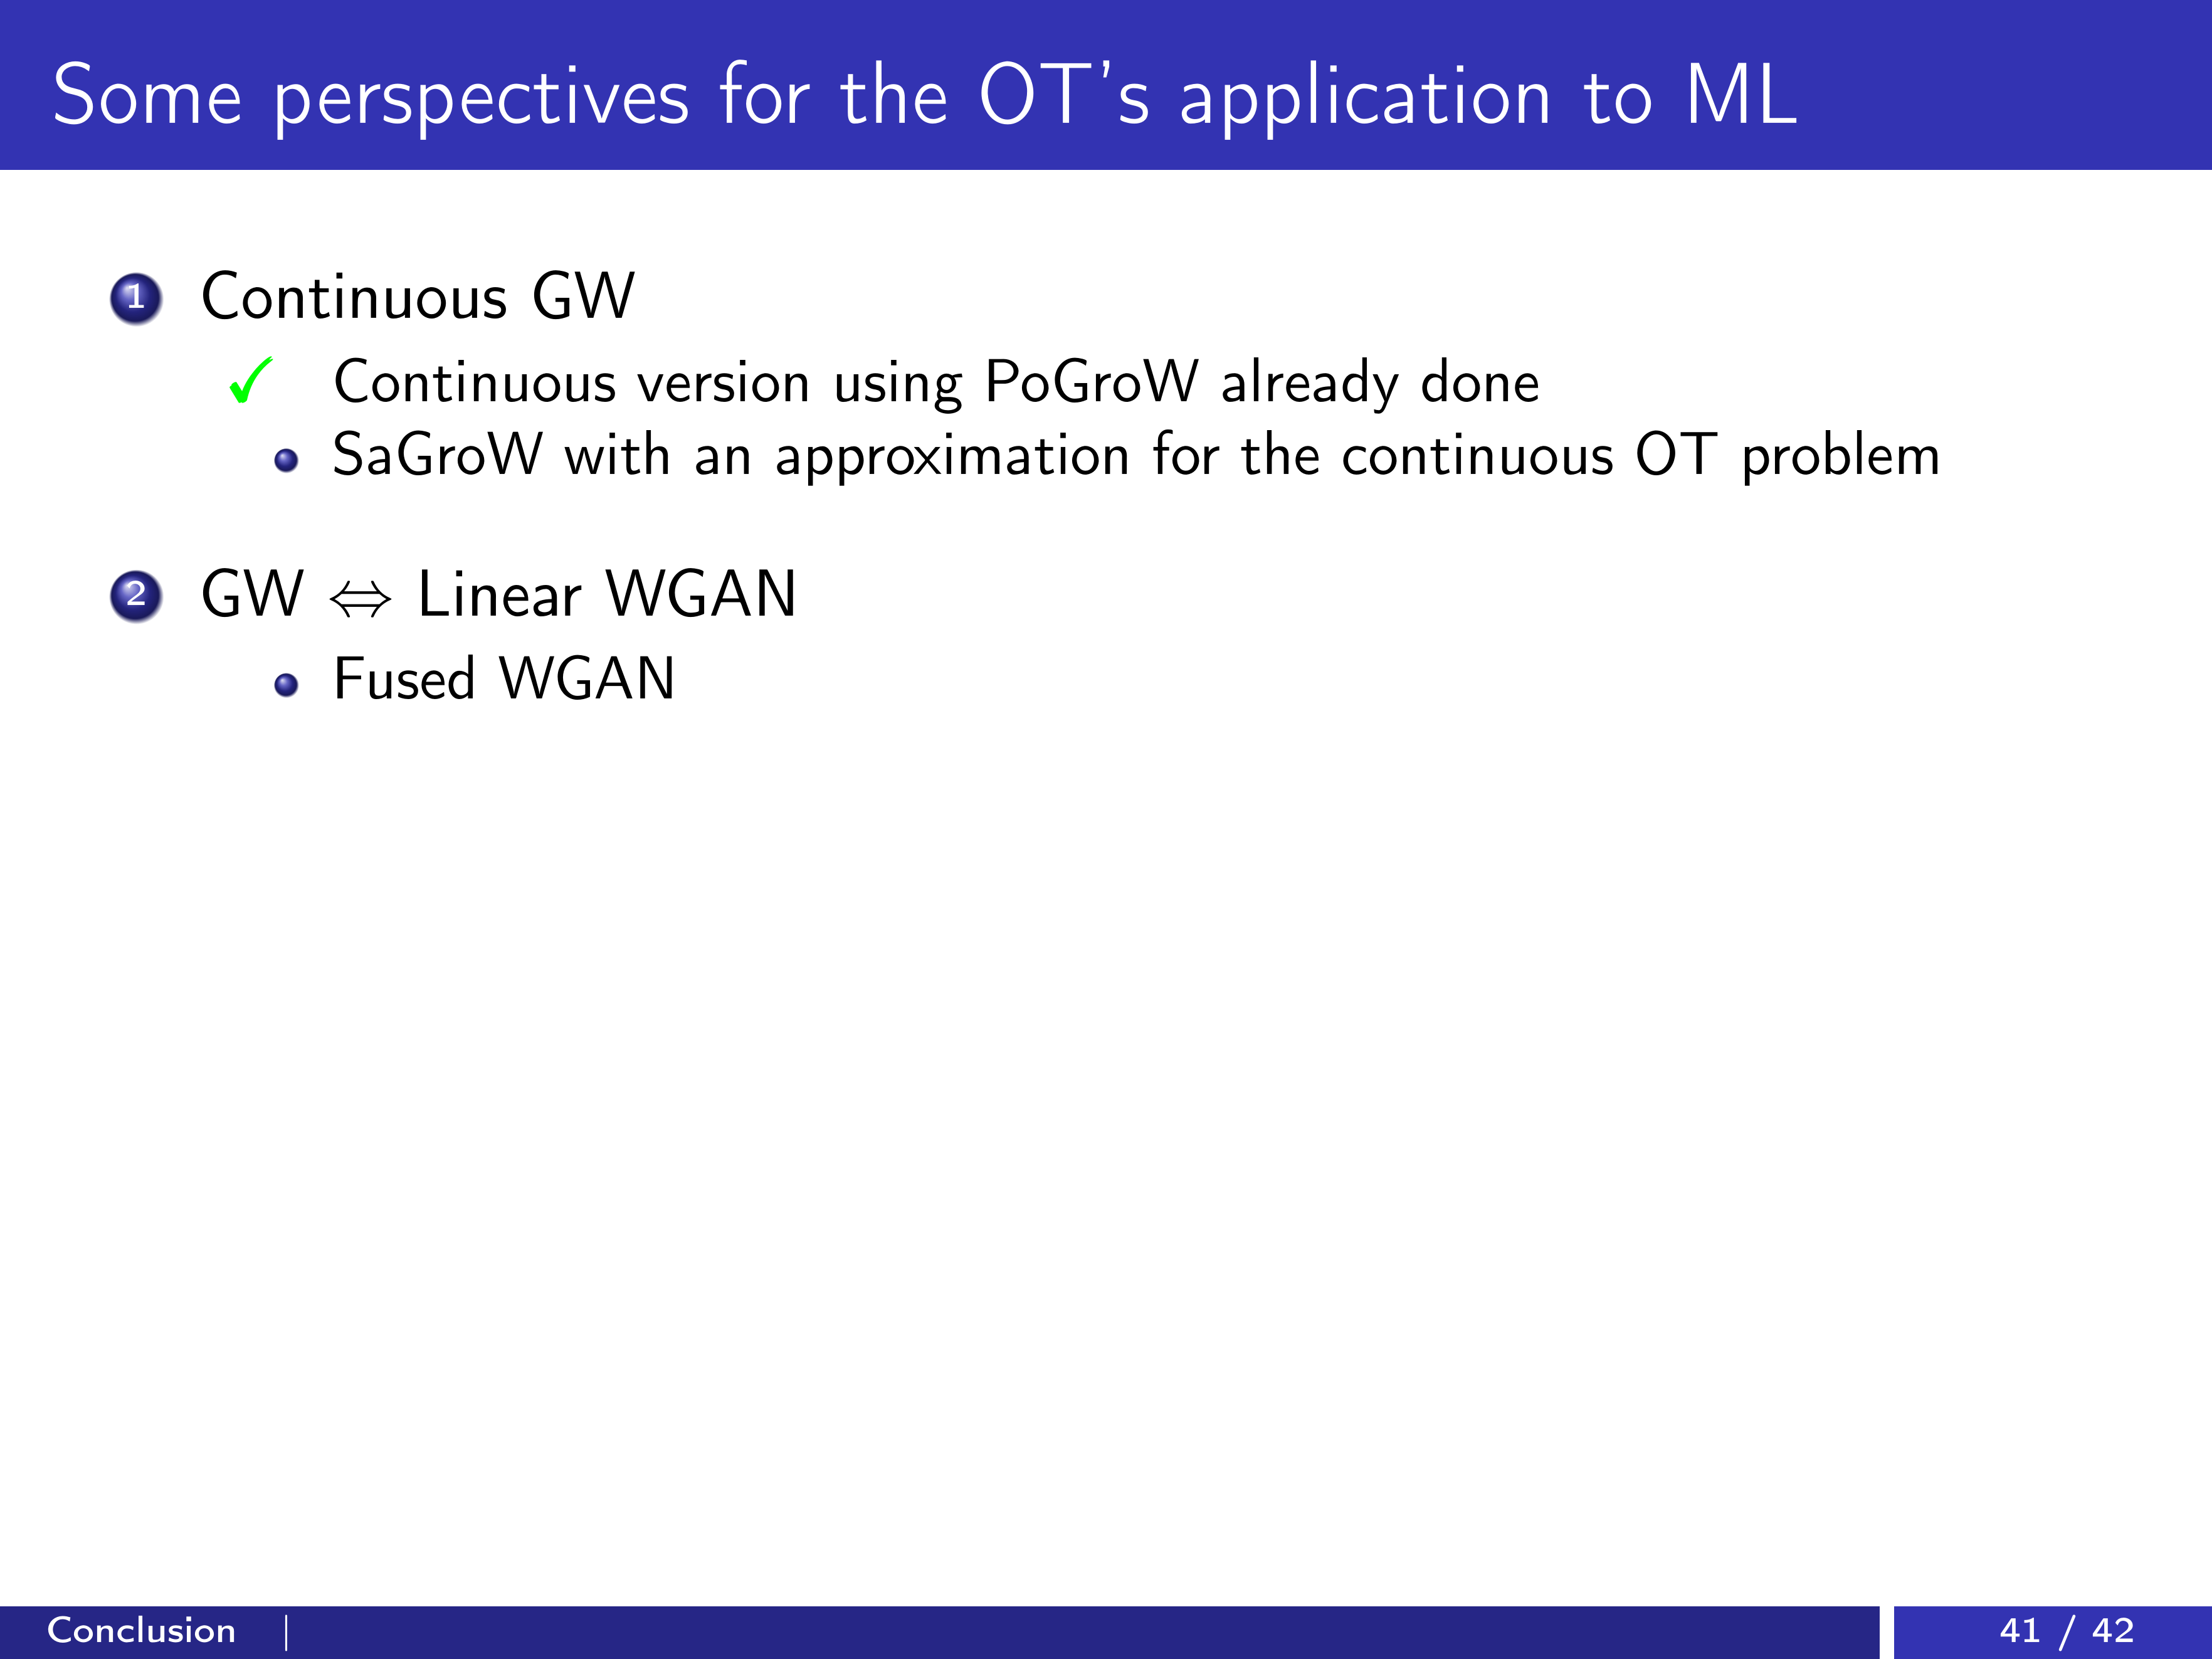 Some perspectives for the OT's application to ML
1 Continuous GW
✓ Continuous version using PoGroW already done
• SaGroW with an approximation for the continuous OT problem
2 GW ⇔ Linear WGAN
• Fused WGAN
Conclusion |
41 / 42